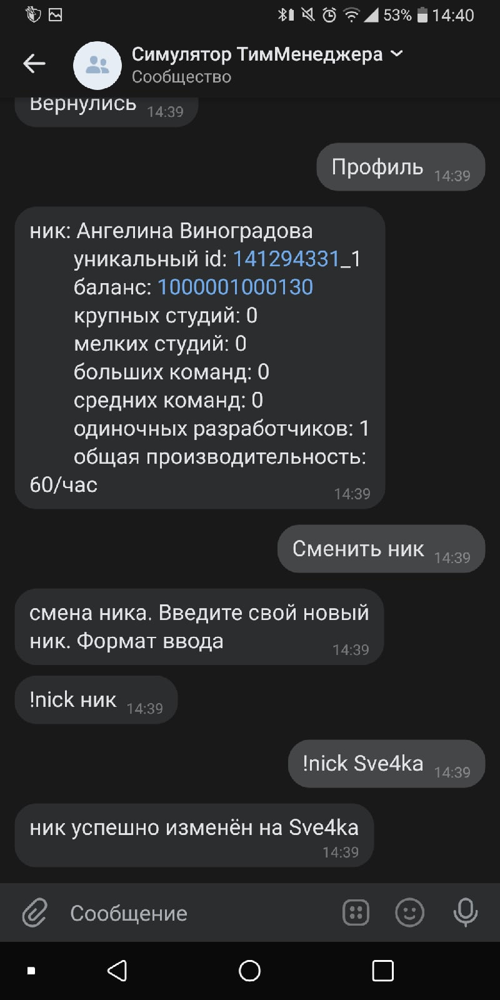 53% 14:40
Симулятор ТимМенеджера
Сообщество
Вернулись 14:39
Профиль 14:39
ник: Ангелина Виноградова
уникальный id: 141294331_1
баланс: 1000001000130
крупных студий: 0
мелких студий: 0
больших команд: 0
средних команд: 0
одиночных разработчиков: 1
общая производительность:
60/час 14:39
Сменить ник 14:39
смена ника. Введите свой новый
ник. Формат ввода 14:39
!nick ник 14:39
!nick Sve4ka 14:39
ник успешно изменён на Sve4ka
14:39
Сообщение